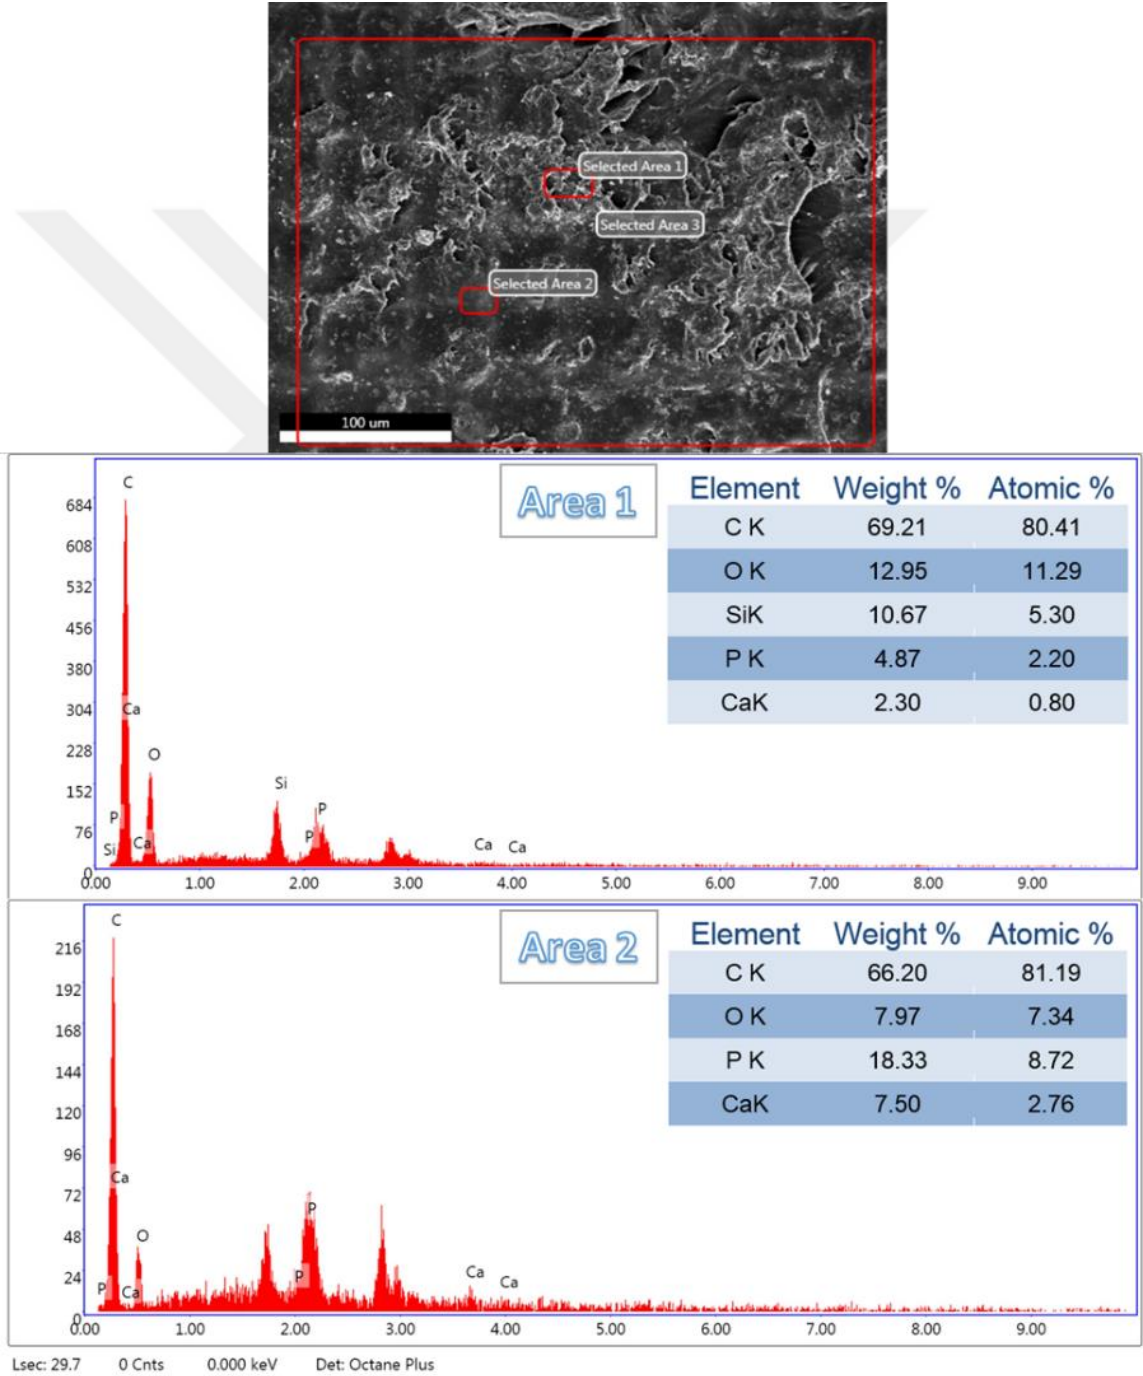 Selected Area 1
Selected Area 3
Selected Area 2
100 um
Area 1
Element Weight % Atomic %
C K 69.21 80.41
O K 12.95 11.29
SiK 10.67 5.30
P K 4.87 2.20
CaK 2.30 0.80
C
684
608
532
456
380
304
228
152
76
0
Ca
O
Si
P
P
P
Si
Ca
Ca
Ca
0.00 1.00 2.00 3.00 4.00 5.00 6.00 7.00 8.00 9.00
Area 2
Element Weight % Atomic %
C K 66.20 81.19
O K 7.97 7.34
P K 18.33 8.72
CaK 7.50 2.76
C
216
192
168
144
120
96
72
48
24
0
Ca
P
O
Ca
Ca
P
P
Ca
0.00 1.00 2.00 3.00 4.00 5.00 6.00 7.00 8.00 9.00
Lsec: 29.7 0 Cnts 0.000 keV Det: Octane Plus